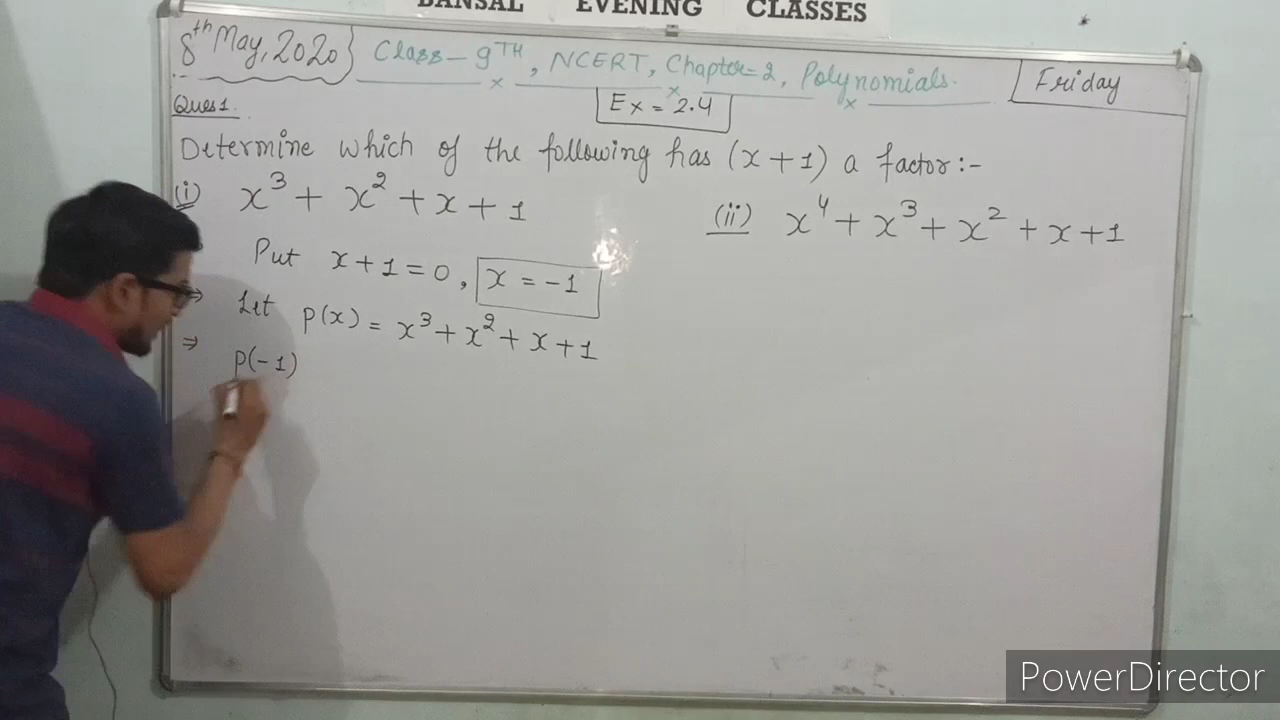 BANSAL EVENING CLASSES
8th May, 2020 Class-9TH, NCERT, Chapter=2, Polynomials. Friday
Ques1.
Ex = 2.4
Determine which of the following has (x+1) a factor:-
(i) x³ + x² + x + 1
(ii) x⁴ + x³ + x² + x + 1
Put x+1=0, x = -1
⇒ Let p(x) = x³ + x² + x + 1
⇒ p(-1)
PowerDirector